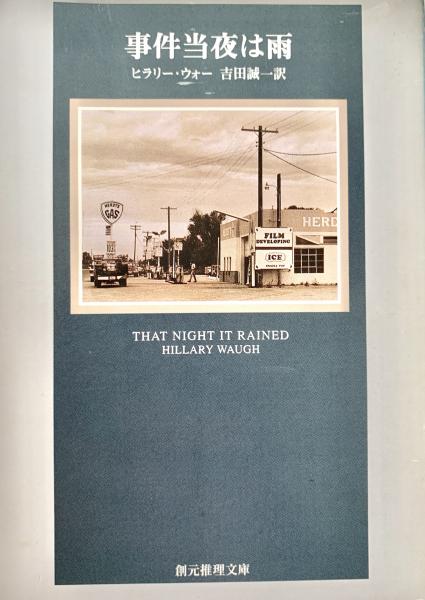 事件当夜は雨
ヒラリー・ウォー 吉田誠一訳
HERD'S
GAS
HERD
FILM
DEVELOPING
ICE
THAT NIGHT IT RAINED
HILLARY WAUGH
創元推理文庫